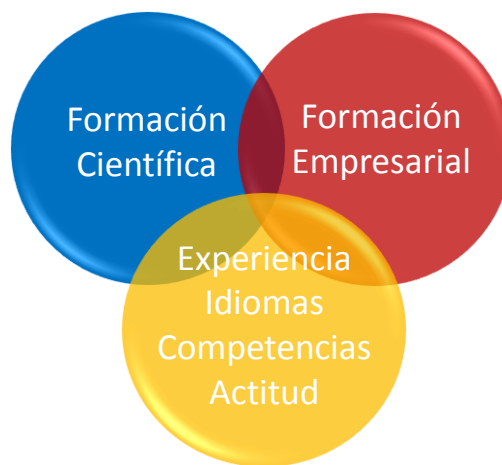 Formación
Científica
Formación
Empresarial
Experiencia
Idiomas
Competencias
Actitud